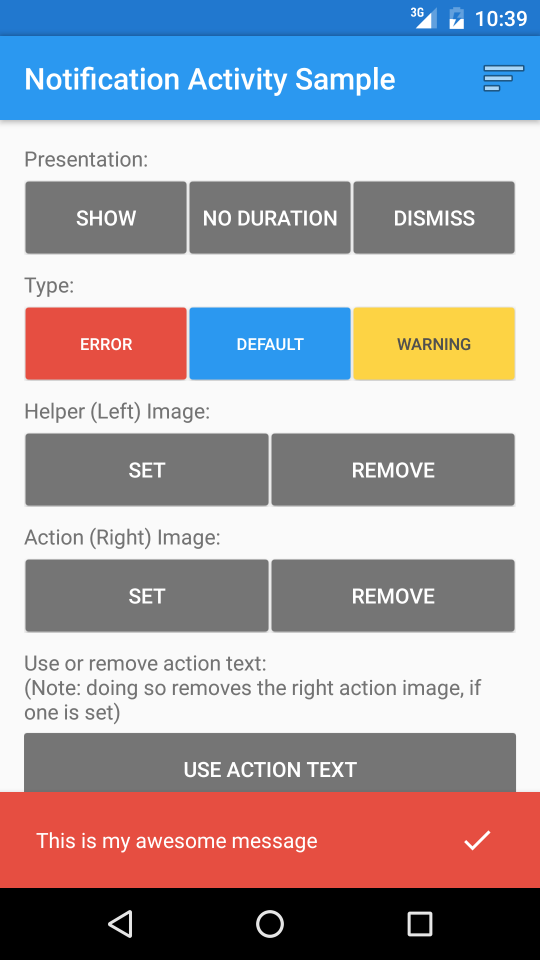 3G 10:39
Notification Activity Sample
Presentation:
SHOW NO DURATION DISMISS
Type:
ERROR DEFAULT WARNING
Helper (Left) Image:
SET REMOVE
Action (Right) Image:
SET REMOVE
Use or remove action text:
(Note: doing so removes the right action image, if
one is set)
USE ACTION TEXT
This is my awesome message